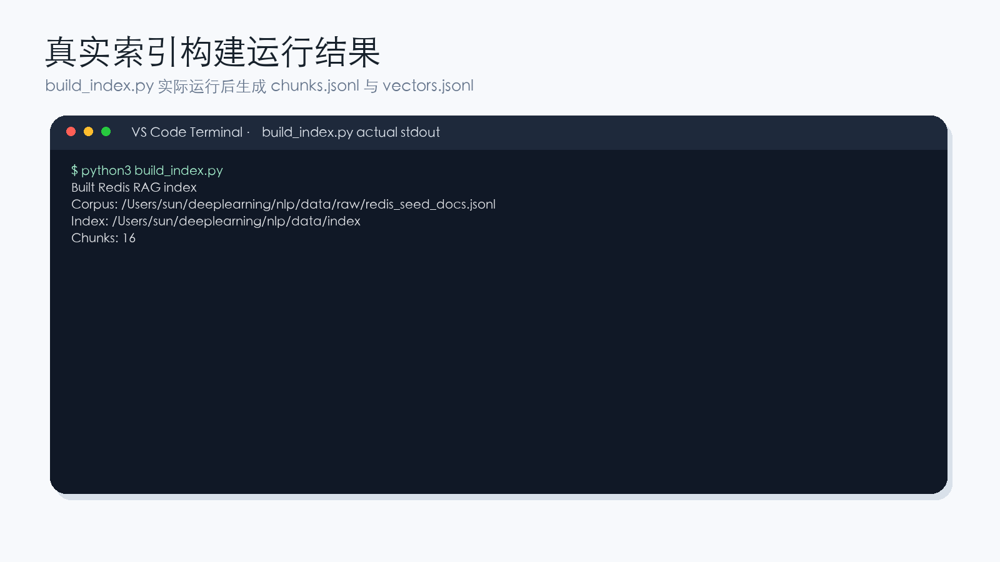 真实索引构建运行结果
build_index.py 实际运行后生成 chunks.jsonl 与 vectors.jsonl
VS Code Terminal · build_index.py actual stdout
$ python3 build_index.py
Built Redis RAG index
Corpus: /Users/sun/deeplearning/nlp/data/raw/redis_seed_docs.jsonl
Index: /Users/sun/deeplearning/nlp/data/index
Chunks: 16